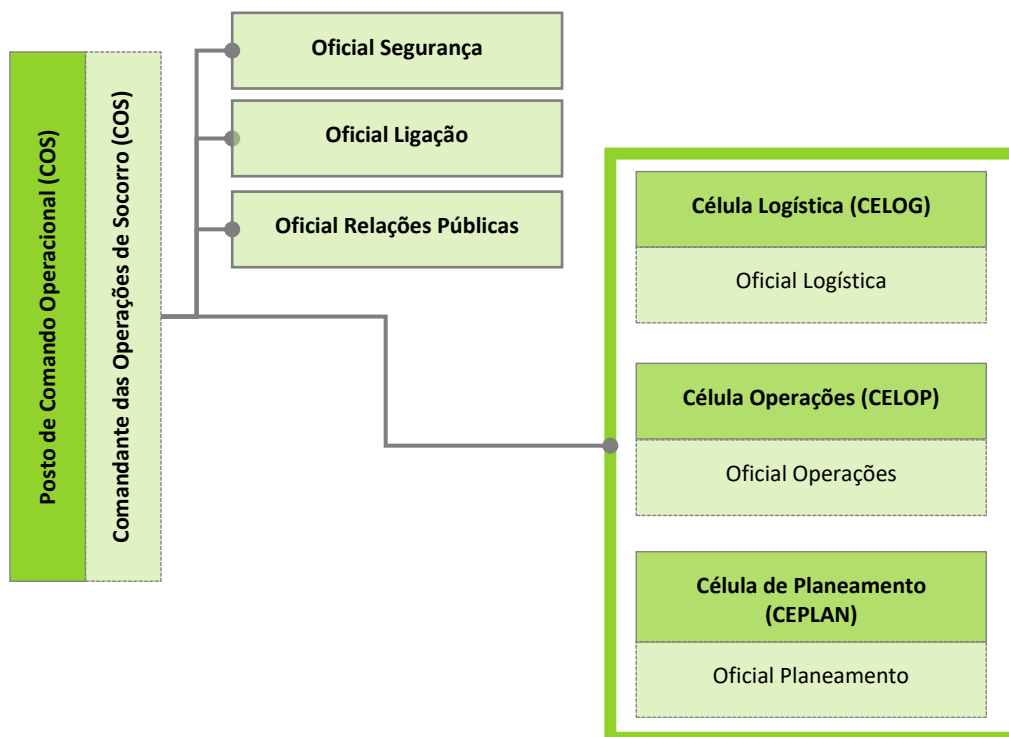 Posto de Comando Operacional (COS)
Comandante das Operações de Socorro (COS)
Oficial Segurança
Oficial Ligação
Oficial Relações Públicas
Célula Logística (CELOG)
Oficial Logística
Célula Operações (CELOP)
Oficial Operações
Célula de Planeamento
(CEPLAN)
Oficial Planeamento